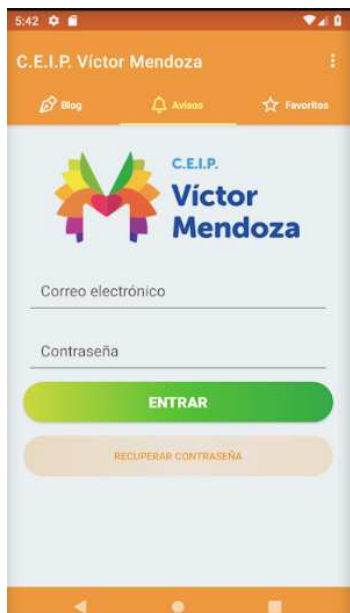 5:42
C.E.I.P. Víctor Mendoza
Blog
Avisos
Favoritos
C.E.I.P.
Víctor
Mendoza
Correo electrónico
Contraseña
ENTRAR
RECUPERAR CONTRASEÑA